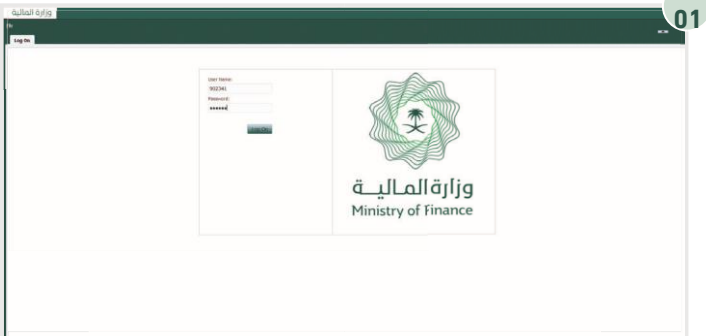 وزارة المالية
01
Log On
User Name:
502341
Password:
••••••
Log On
وزارة المالية
Ministry of Finance